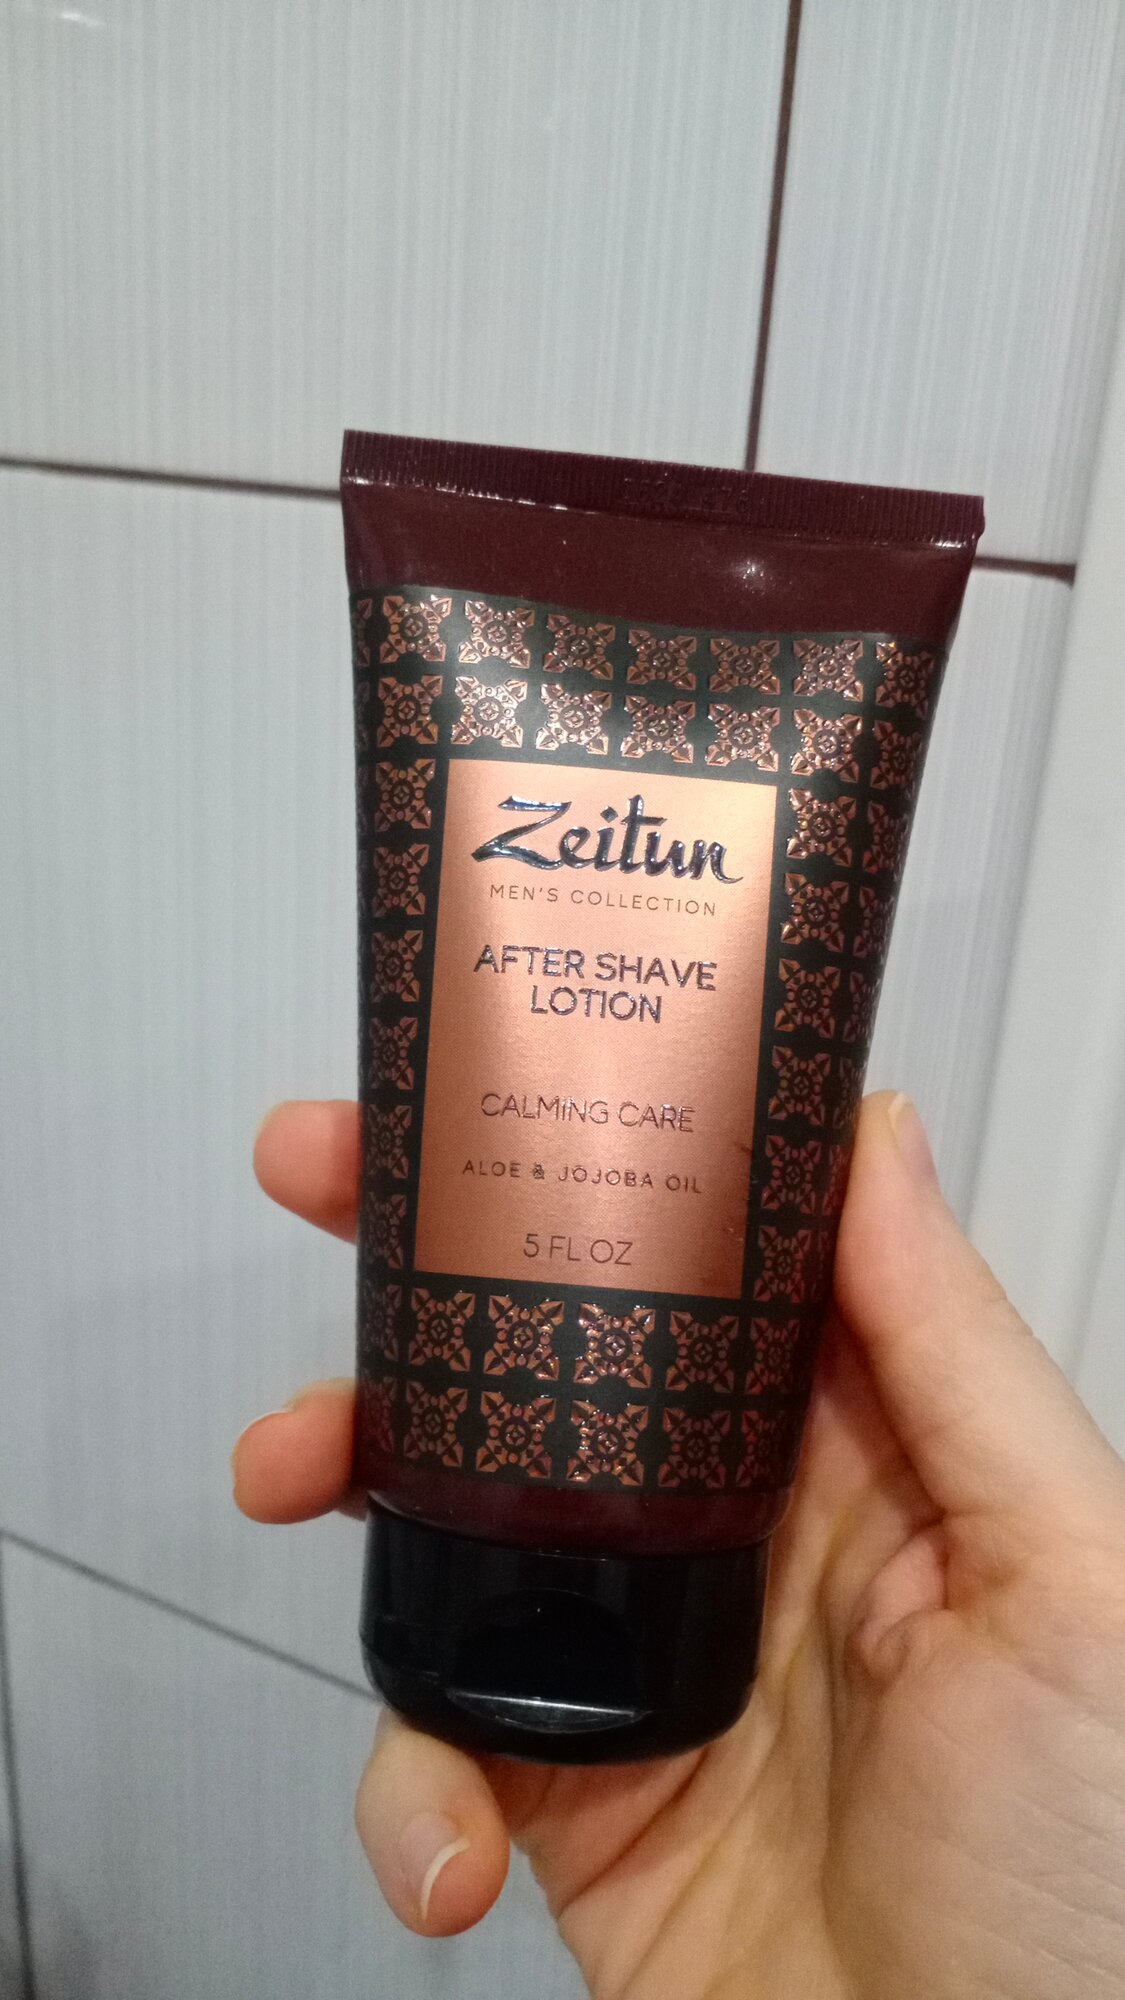 Zeitun
MEN'S COLLECTION
AFTER SHAVE
LOTION
CALMING CARE
ALOE & JOJOBA OIL
5 FL OZ